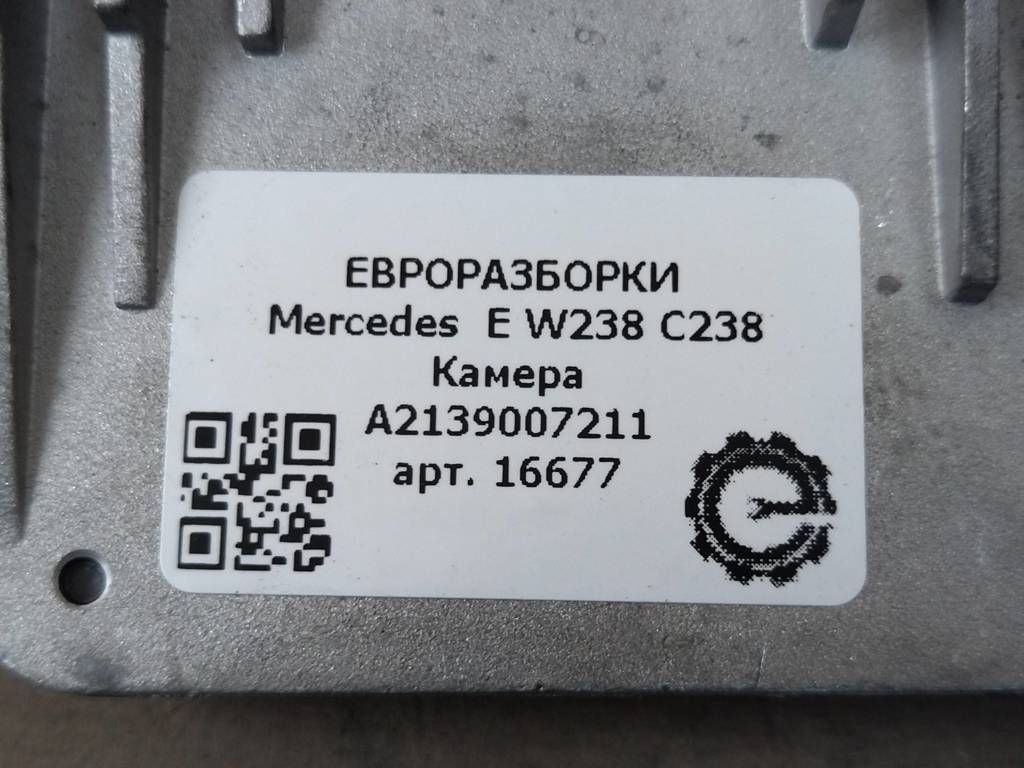 ЕВРОРАЗБОРКИ
Mercedes E W238 C238
Камера
A2139007211
арт. 16677